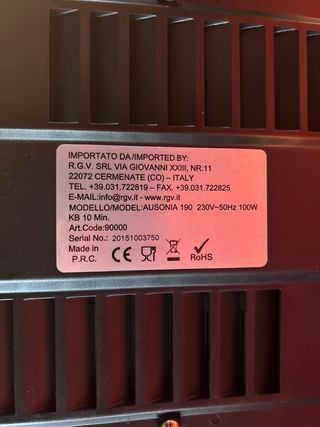 IMPORTATO DA/IMPORTED BY:
R.G.V. SRL VIA GIOVANNI XXIII, NR.11
22072 CERMENATE (CO) – ITALY
TEL. +39.031.722819 – FAX. +39.031.722825
E-MAIL:info@rgv.it - www.rgv.it
MODELLO/MODEL:AUSONIA 190 230V~50Hz 100W
KB 10 Min.
Art.Code:90000
Serial No.: 20151003750
Made in
P.R.C.
CE
RoHS